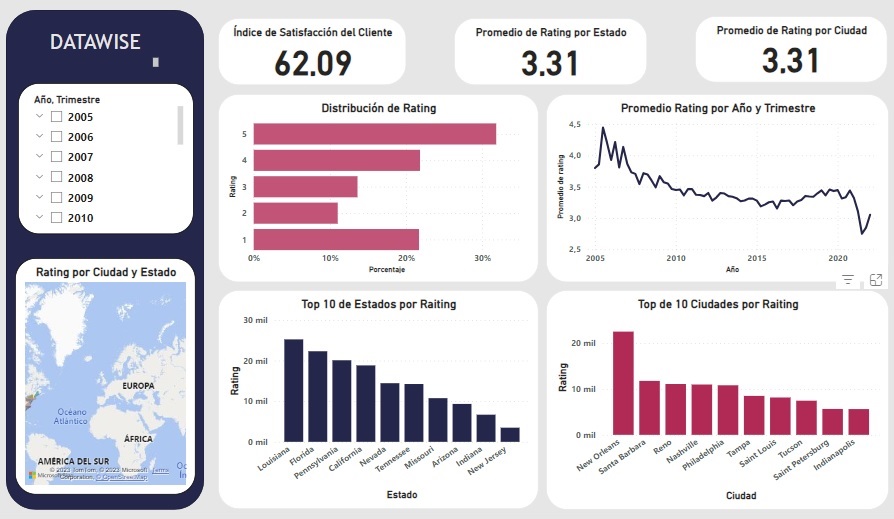 DATAWISE
Año, Trimestre
2005
2006
2007
2008
2009
2010
Rating por Ciudad y Estado
EUROPA
Océano
Atlántico
ÁFRICA
AMÉRICA DEL SUR
Oc
Ín
© 2023 TomTom, © 2023 Microsoft Corporation, © OpenStreetMap
Terms
Índice de Satisfacción del Cliente
62.09
Promedio de Rating por Estado
3.31
Promedio de Rating por Ciudad
3.31
Distribución de Rating
Rating
5
4
3
2
1
0%
10%
20%
30%
Porcentaje
Promedio Rating por Año y Trimestre
Promedio de rating
4,5
4,0
3,5
3,0
2,5
2005
2010
2015
2020
Año
Top 10 de Estados por Raiting
Rating
30 mil
20 mil
10 mil
0 mil
Louisiana
Florida
Pennsylvania
California
Nevada
Tennessee
Missouri
Arizona
Indiana
New Jersey
Estado
Top de 10 Ciudades por Raiting
Rating
20 mil
10 mil
0 mil
New Orleans
Santa Barbara
Reno
Nashville
Philadelphia
Tampa
Saint Louis
Tucson
Saint Petersburg
Indianapolis
Ciudad